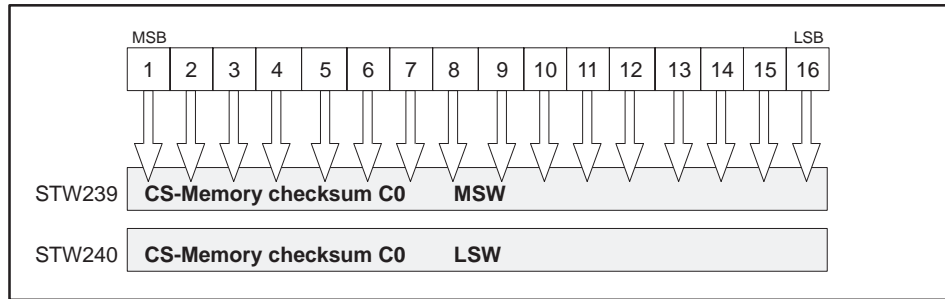 MSB LSB
1 2 3 4 5 6 7 8 9 10 11 12 13 14 15 16
STW239 CS-Memory checksum C0 MSW
STW240 CS-Memory checksum C0 LSW